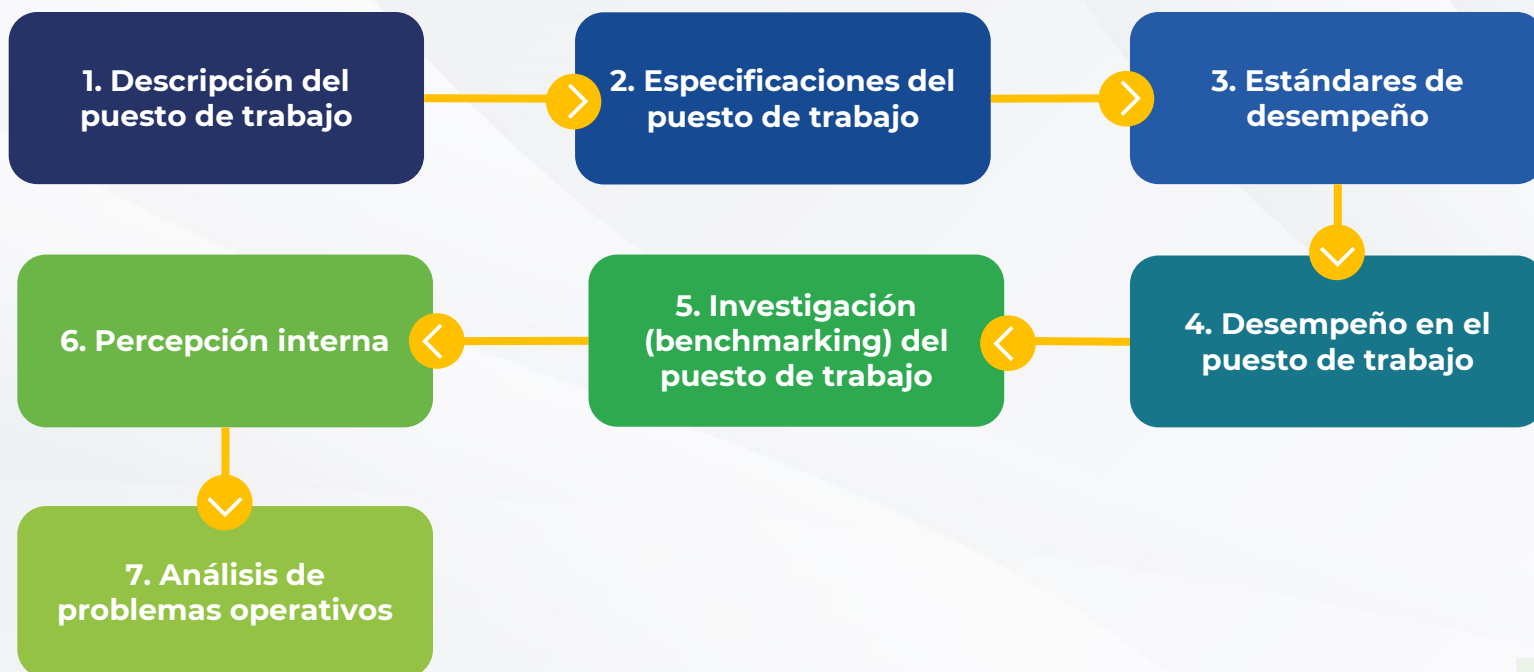 1. Descripción del
puesto de trabajo
2. Especificaciones del
puesto de trabajo
3. Estándares de
desempeño
4. Desempeño en el
puesto de trabajo
5. Investigación
(benchmarking) del
puesto de trabajo
6. Percepción interna
7. Análisis de
problemas operativos